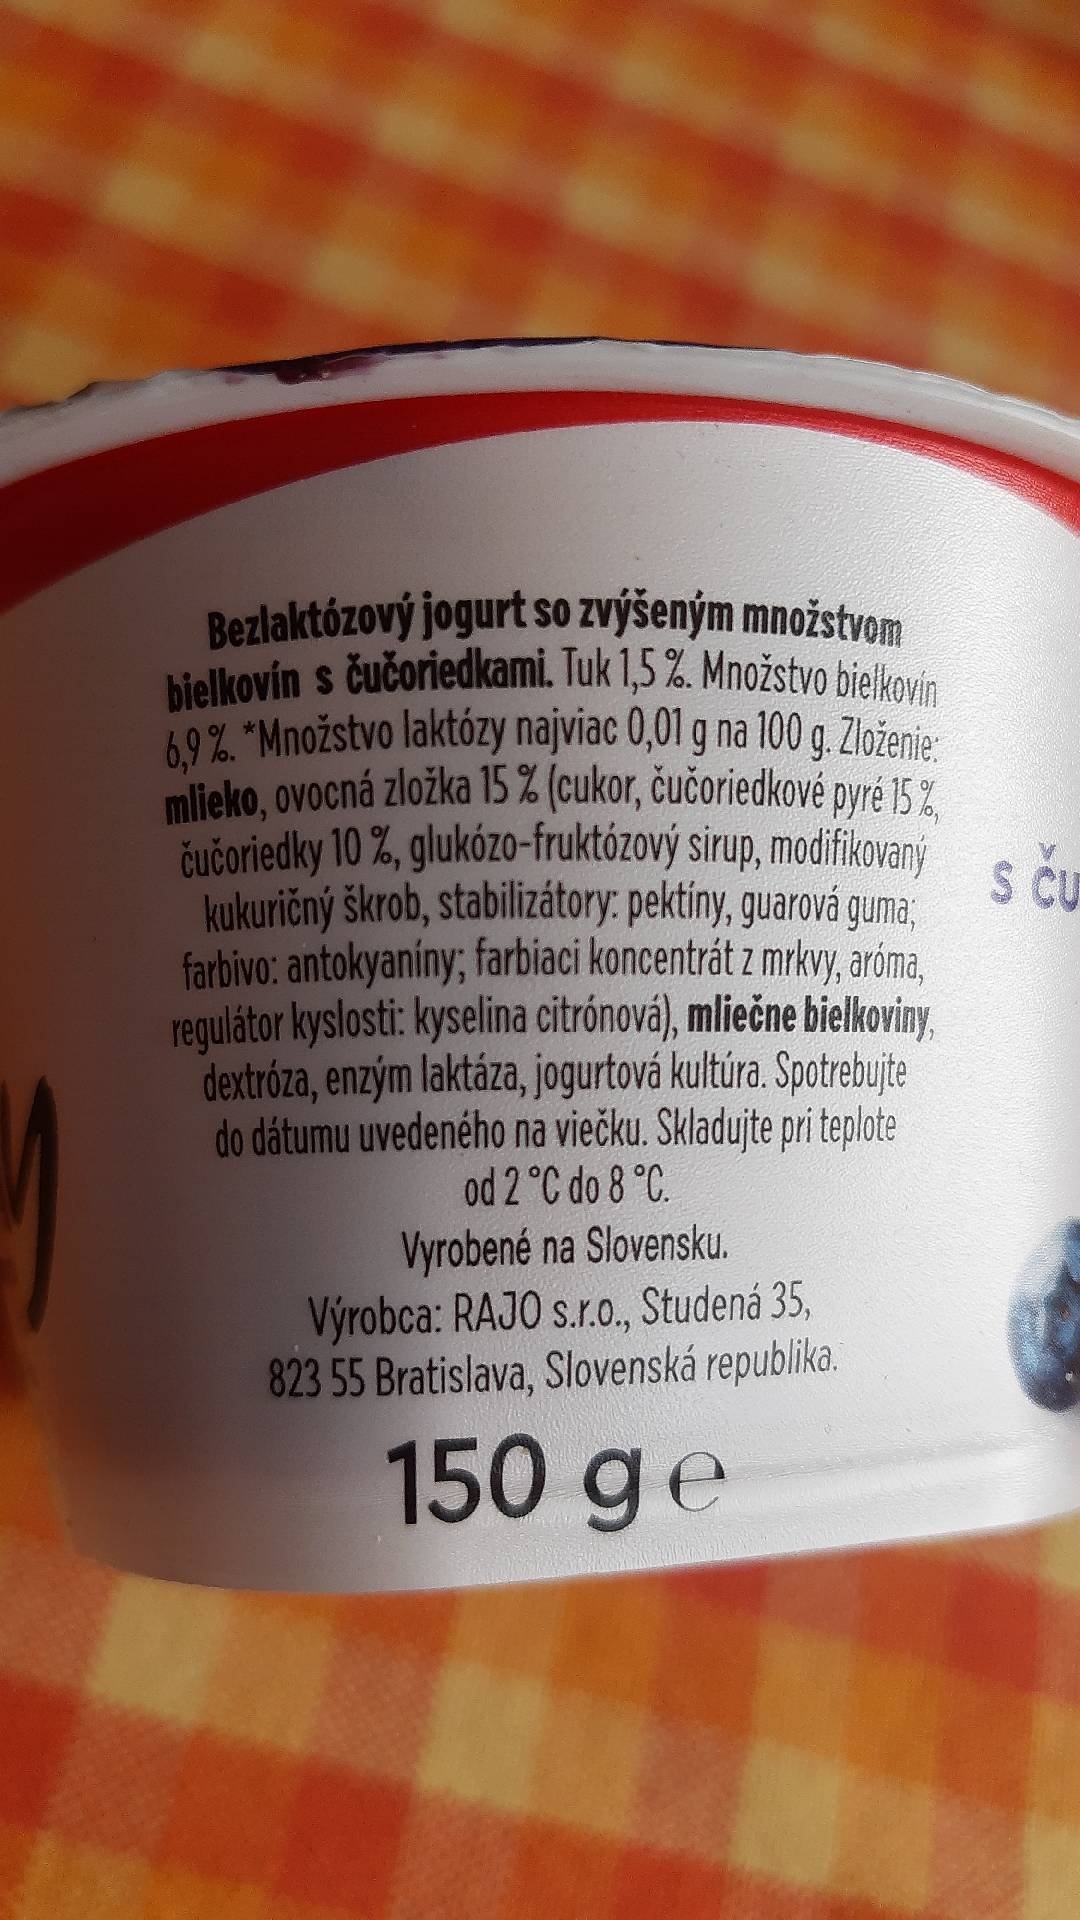 Bezlaktózový jogurt so zvýšeným množstvom
bielkovín s čučoriedkami. Tuk 1,5 %. Množstvo bielkovín
6,9 %. *Množstvo laktózy najviac 0,01 g na 100 g. Zloženie:
mlieko, ovocná zložka 15 % (cukor, čučoriedkové pyré 15 %,
čučoriedky 10 %, glukózo-fruktózový sirup, modifikovaný
kukuričný škrob, stabilizátory: pektíny, guarová guma;
farbivo: antokyaníny; farbiaci koncentrát z mrkvy, aróma,
regulátor kyslosti: kyselina citrónová), mliečne bielkoviny,
dextróza, enzým laktáza, jogurtová kultúra. Spotrebujte
do dátumu uvedeného na viečku. Skladujte pri teplote
od 2 °C do 8 °C.
Vyrobené na Slovensku.
Výrobca: RAJO s.r.o., Studená 35,
823 55 Bratislava, Slovenská republika.
150 g e
s ču